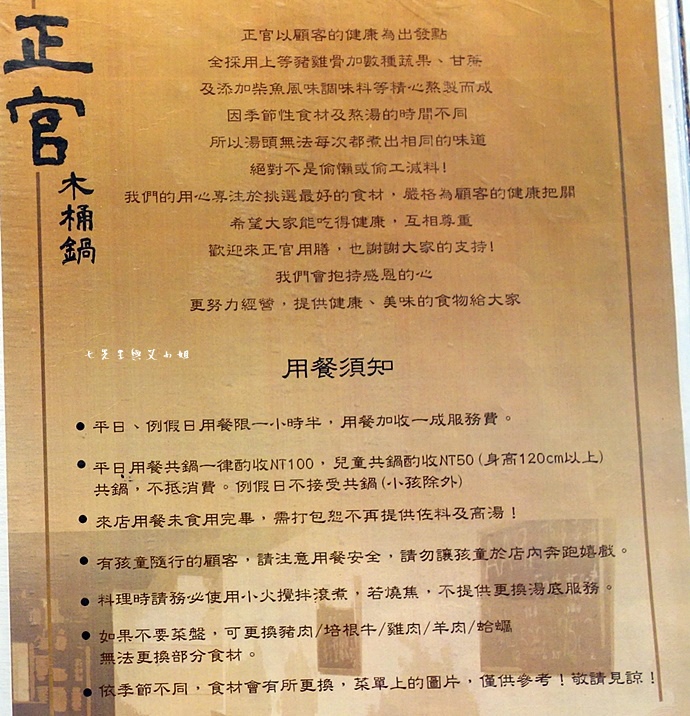 正官
木桶鍋
正官以顧客的健康為出發點
全採用上等豬雞骨加數種蔬果、甘蔗
及添加柴魚風味調味料等精心熬製而成
因季節性食材及熬湯的時間不同
所以湯頭無法每次都煮出相同的味道
絕對不是偷懶或偷工減料!
我們的用心專注於挑選最好的食材，嚴格為顧客的健康把關
希望大家能吃得健康，互相尊重
歡迎來正官用膳，也謝謝大家的支持!
我們會抱持感恩的心
更努力經營，提供健康、美味的食物給大家
用餐須知
●平日、例假日用餐限一小時半，用餐加收一成服務費。
●平日用餐共鍋一律酌收NT100，兒童共鍋酌收NT50(身高120cm以上)
共鍋，不抵消費。例假日不接受共鍋(小孩除外)
●來店用餐未食用完畢，需打包恕不再提供佐料及高湯!
●有孩童隨行的顧客，請注意用餐安全，請勿讓孩童於店內奔跑嬉戲。
●料理時請務必使用小火攪拌滾煮，若燒焦，不提供更換湯底服務。
●如果不要菜盤，可更換豬肉/培根牛/雞肉/羊肉/蛤蠣
無法更換部分食材。
●依季節不同，食材會有所更換，菜單上的圖片，僅供參考!敬請見諒!